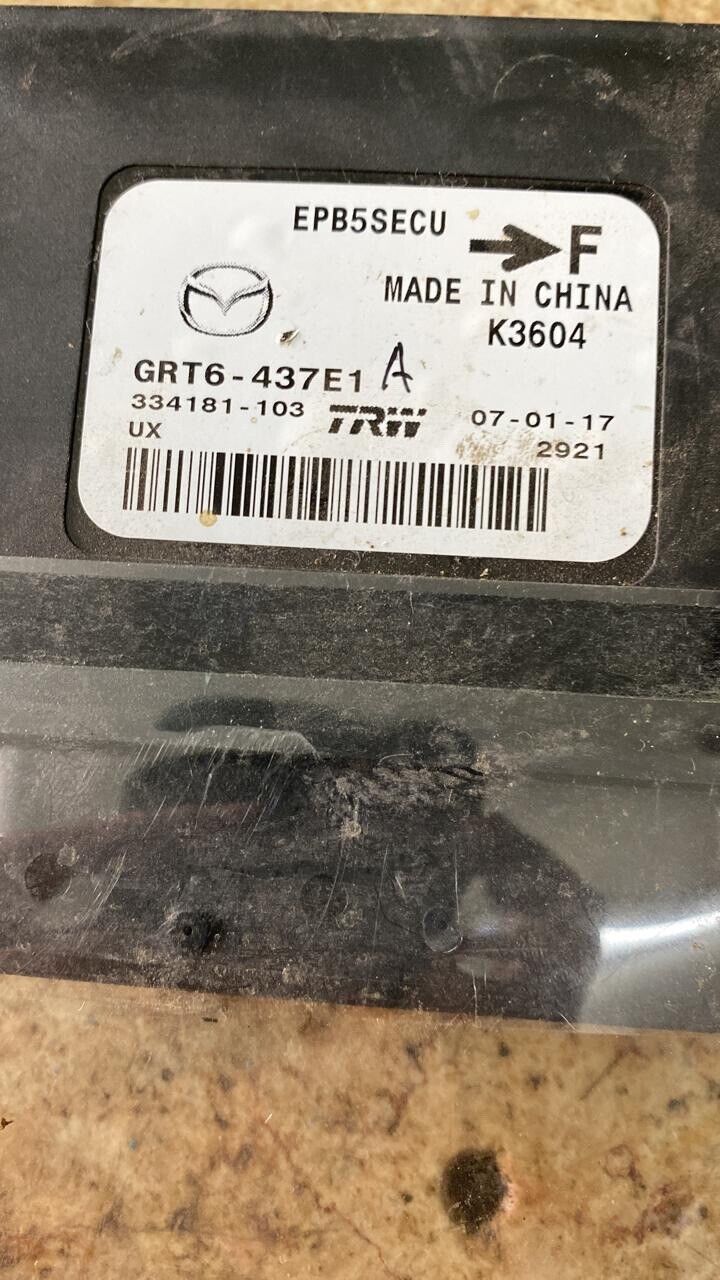 EPB5SECU
F
MADE IN CHINA
K3604
GRT6-437E1 A
334181-103 TRW 07-01-17
UX 2921